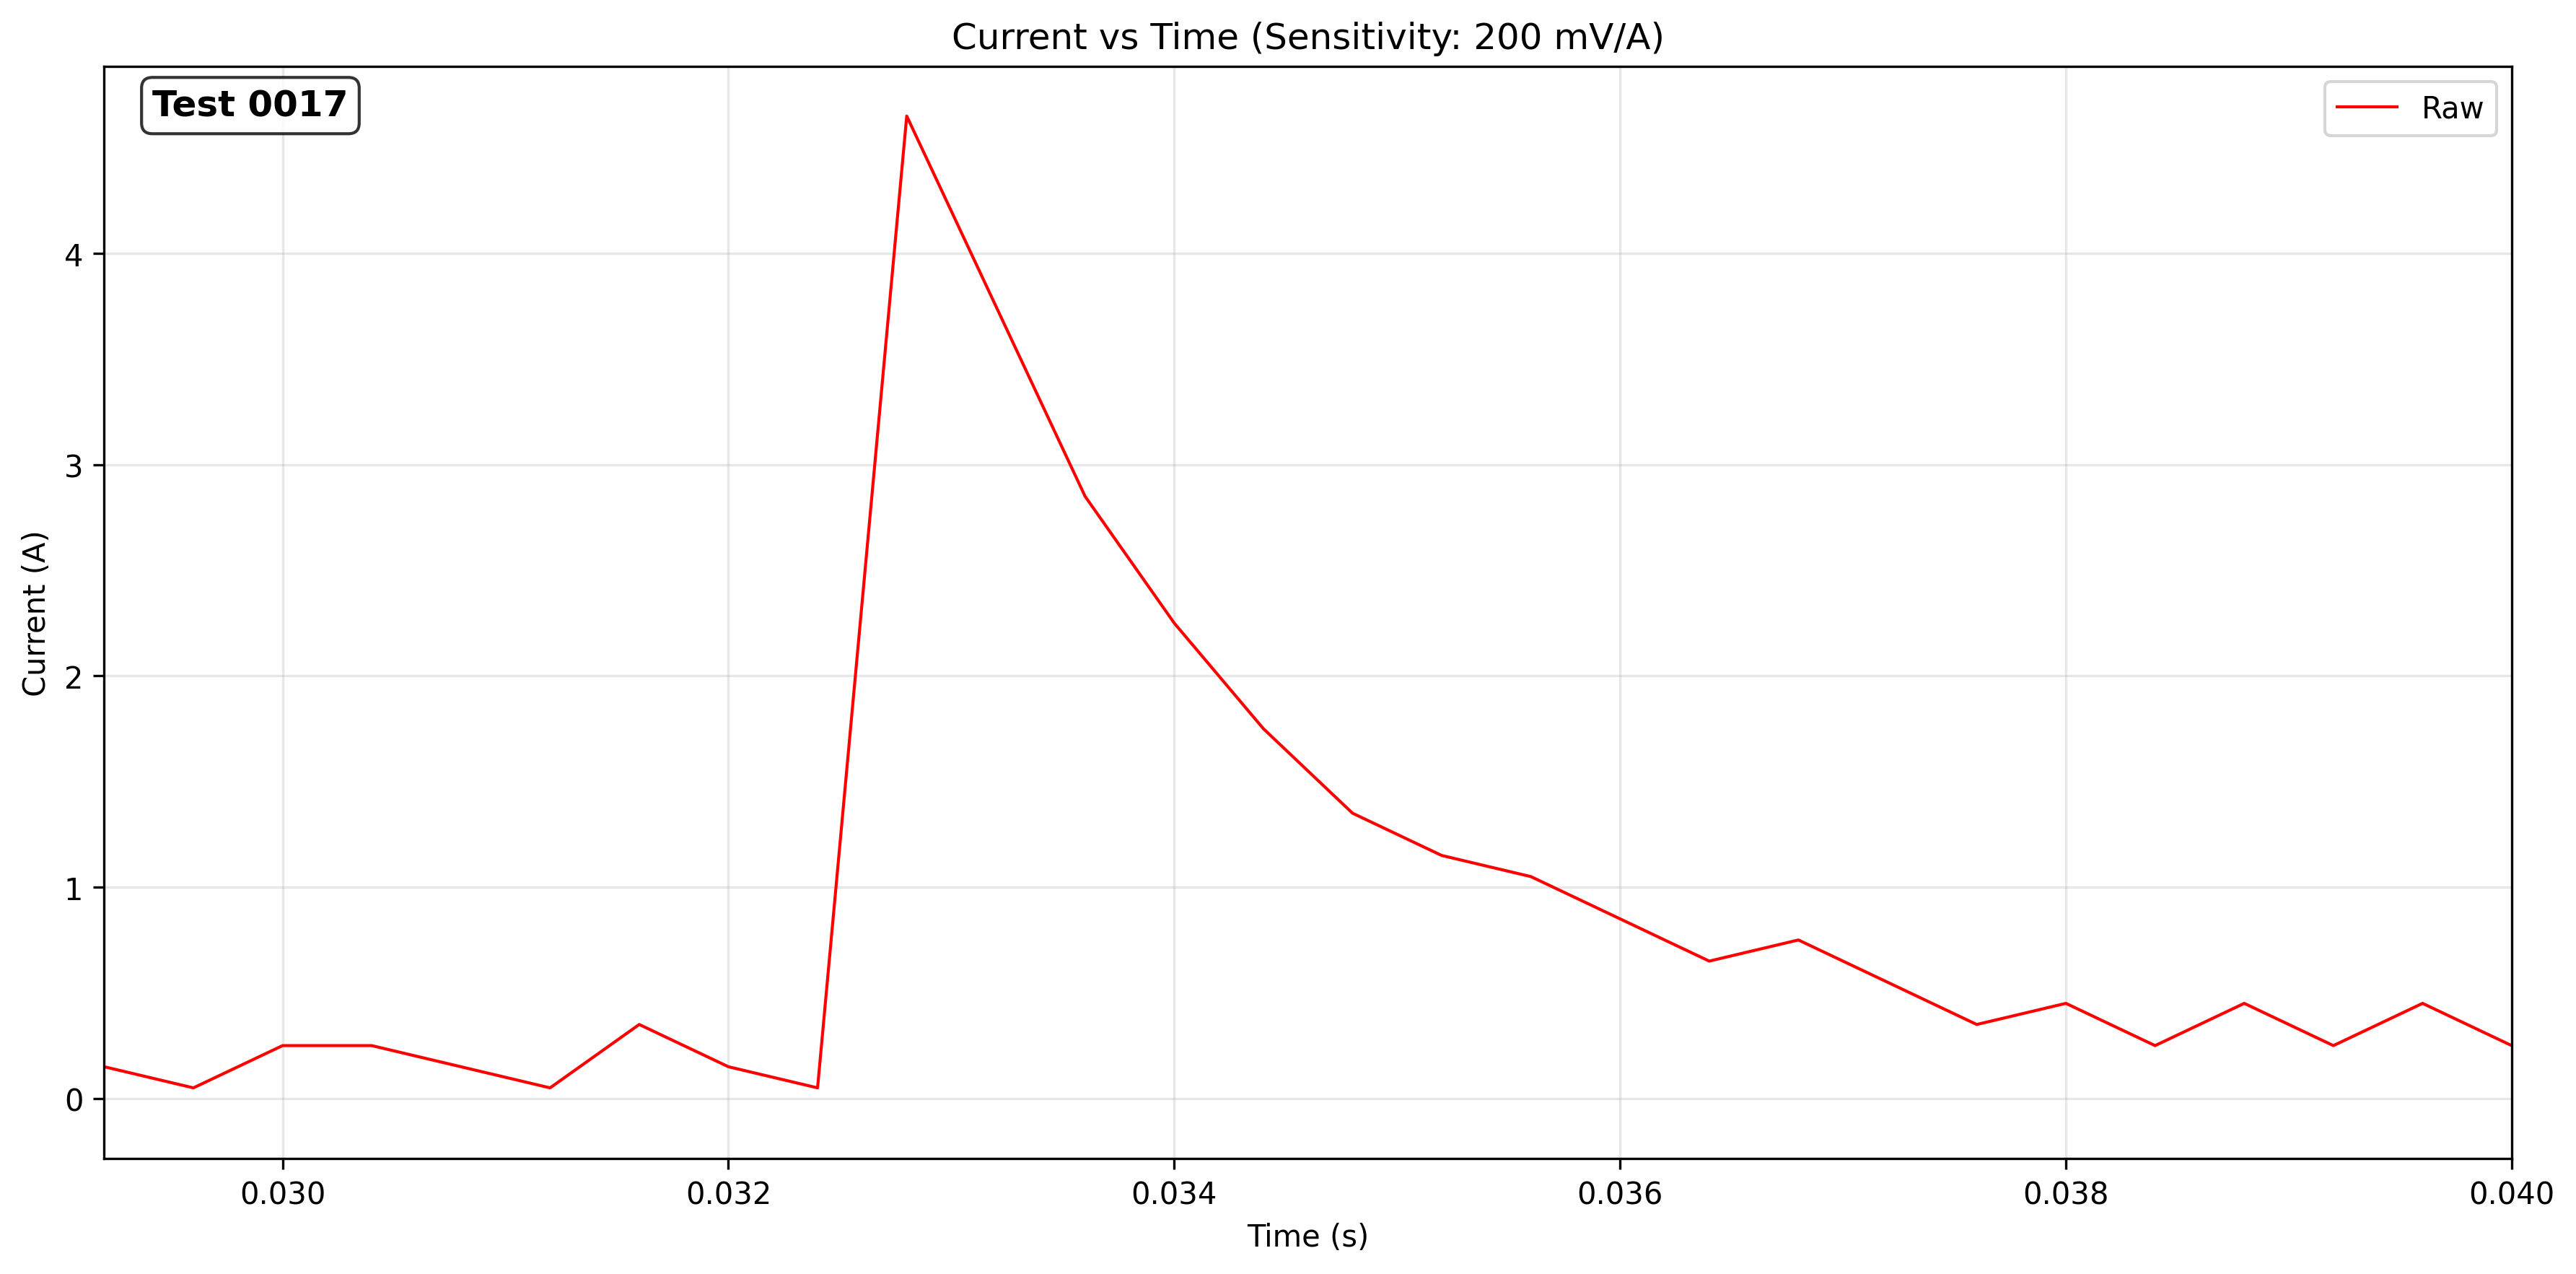 Current vs Time (Sensitivity: 200 mV/A)
Test 0017
Raw
4
3
2
1
0
Current (A)
0.030 0.032 0.034 0.036 0.038 0.040
Time (s)